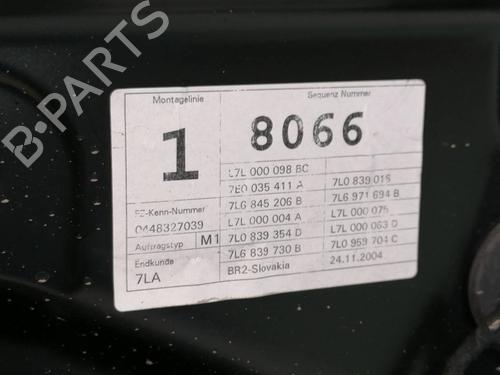 B-PARTS
Montagelinie
Sequenz Nummer
1
8066
L7L 000 098 BC
7E0 035 411 A
7L0 839 016
7L6 845 206 B
7L6 971 694 B
FZ-Kenn-Nummer
0448327039
L7L 000 004 A
L7L 000 075
Auftragstyp M1
7L0 839 354 D
L7L 000 063 D
Endkunde
7LA
7L6 839 730 B
7L0 959 704 C
BR2-Slovakia
24.11.2004